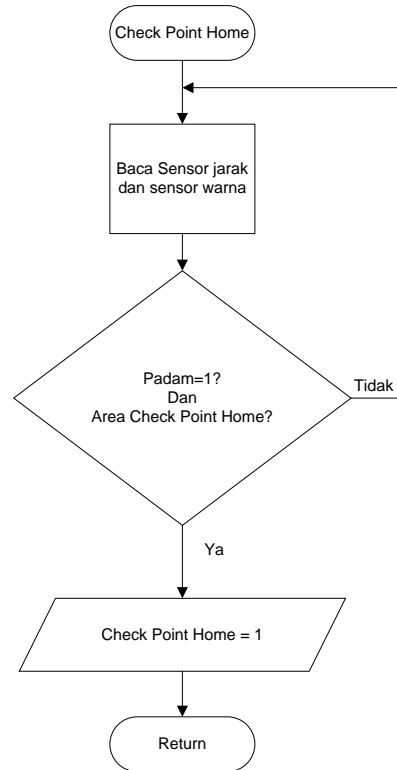 Check Point Home
Baca Sensor jarak
dan sensor warna
Padam=1?
Dan
Area Check Point Home?
Tidak
Ya
Check Point Home = 1
Return